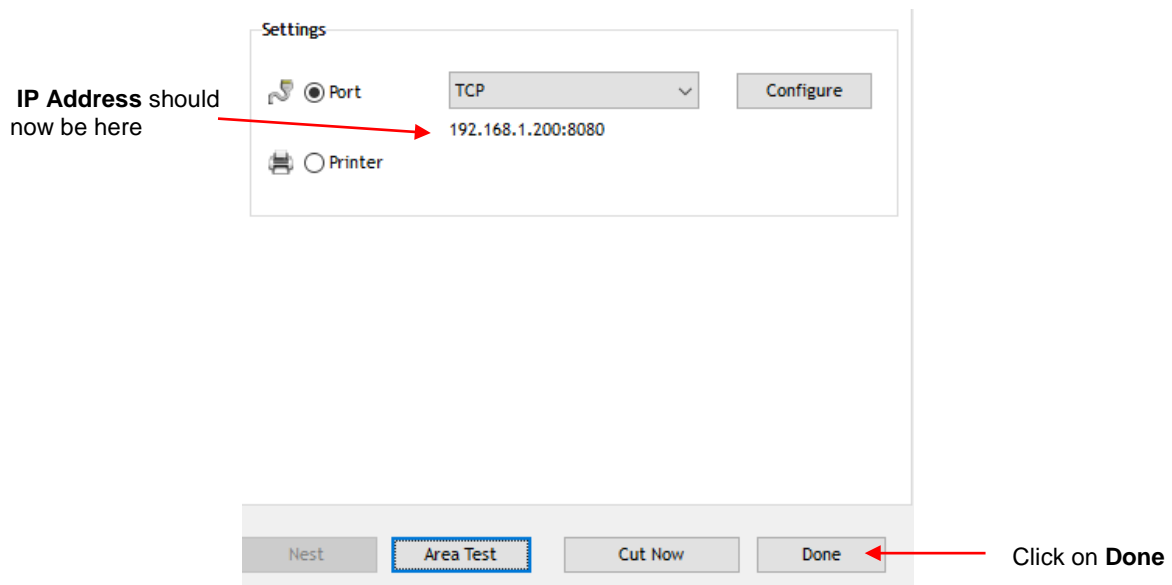 Settings
IP Address should
now be here
Port
TCP
Configure
192.168.1.200:8080
Printer
Nest
Area Test
Cut Now
Done
Click on Done